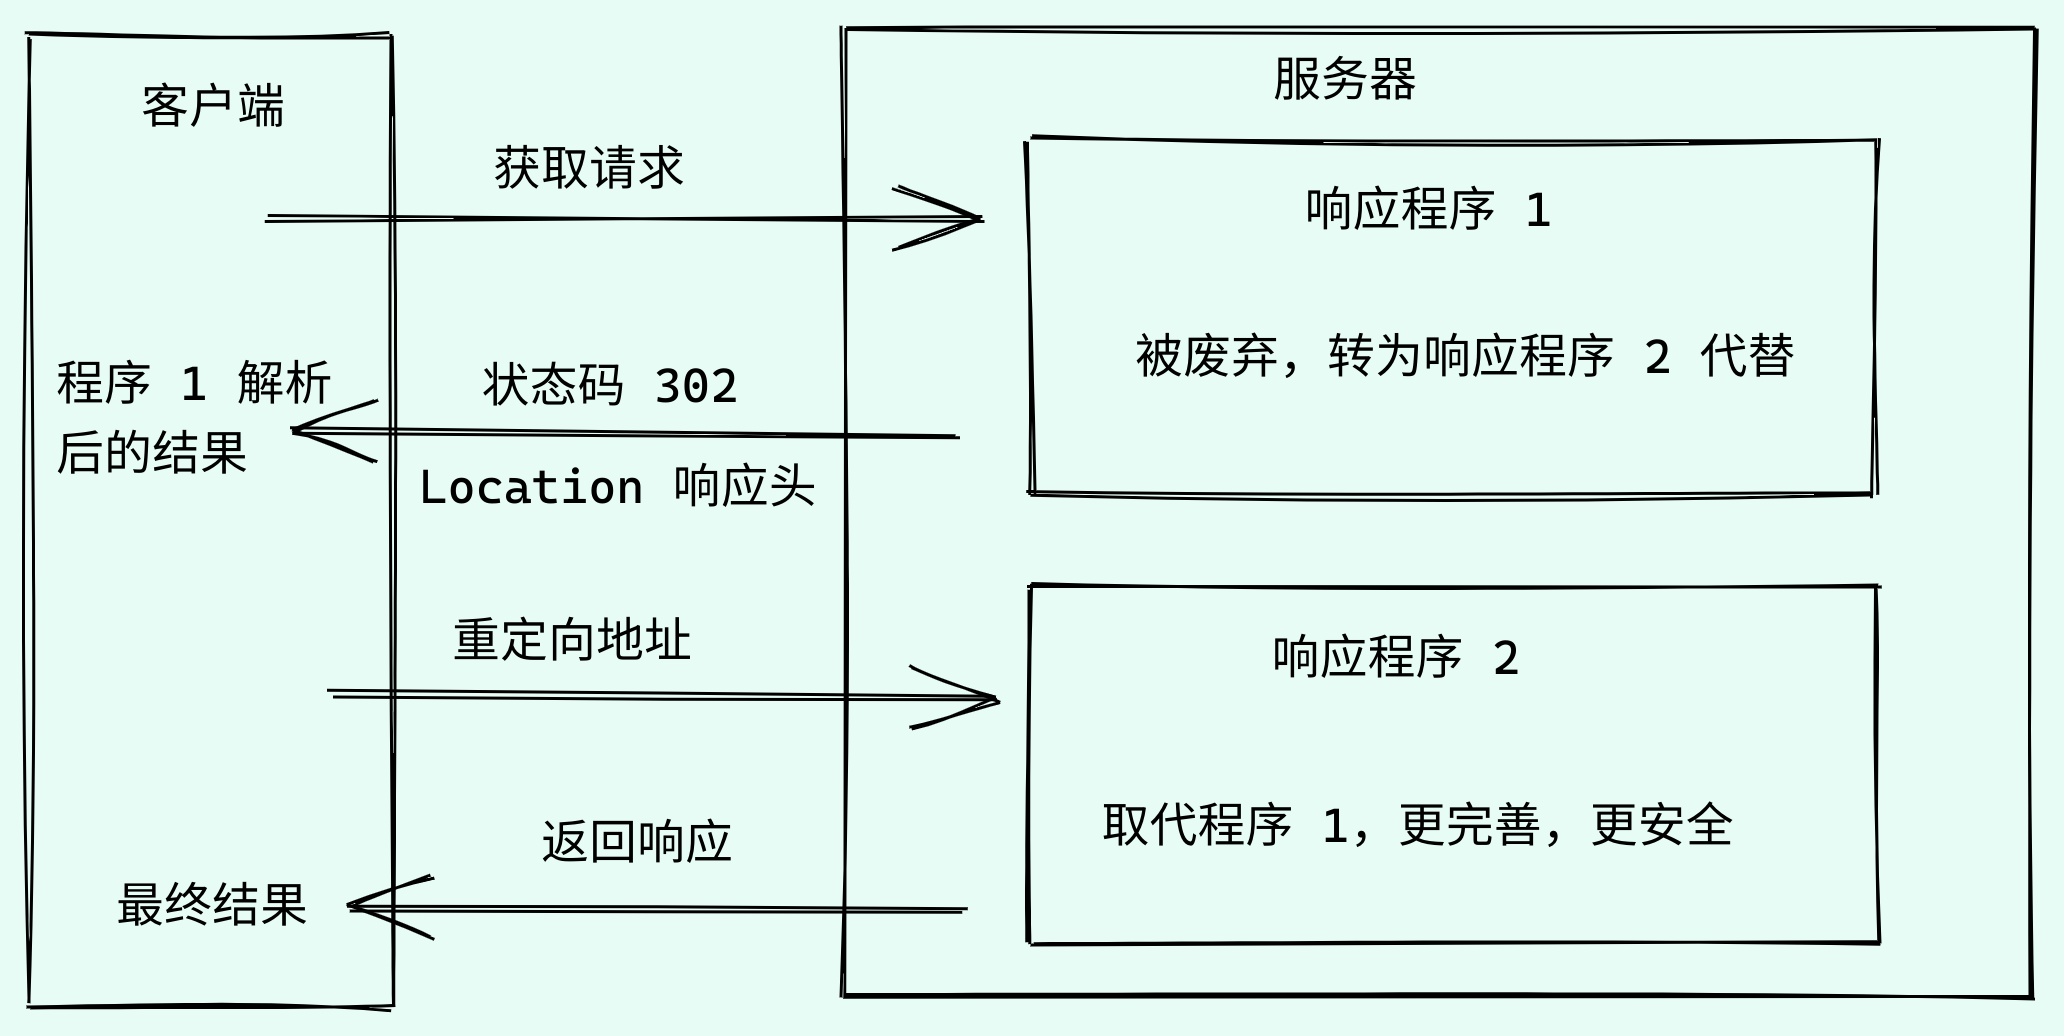 客户端
服务器
获取请求
响应程序 1
被废弃，转为响应程序 2 代替
程序 1 解析
后的结果
状态码 302
Location 响应头
重定向地址
响应程序 2
取代程序 1，更完善，更安全
返回响应
最终结果